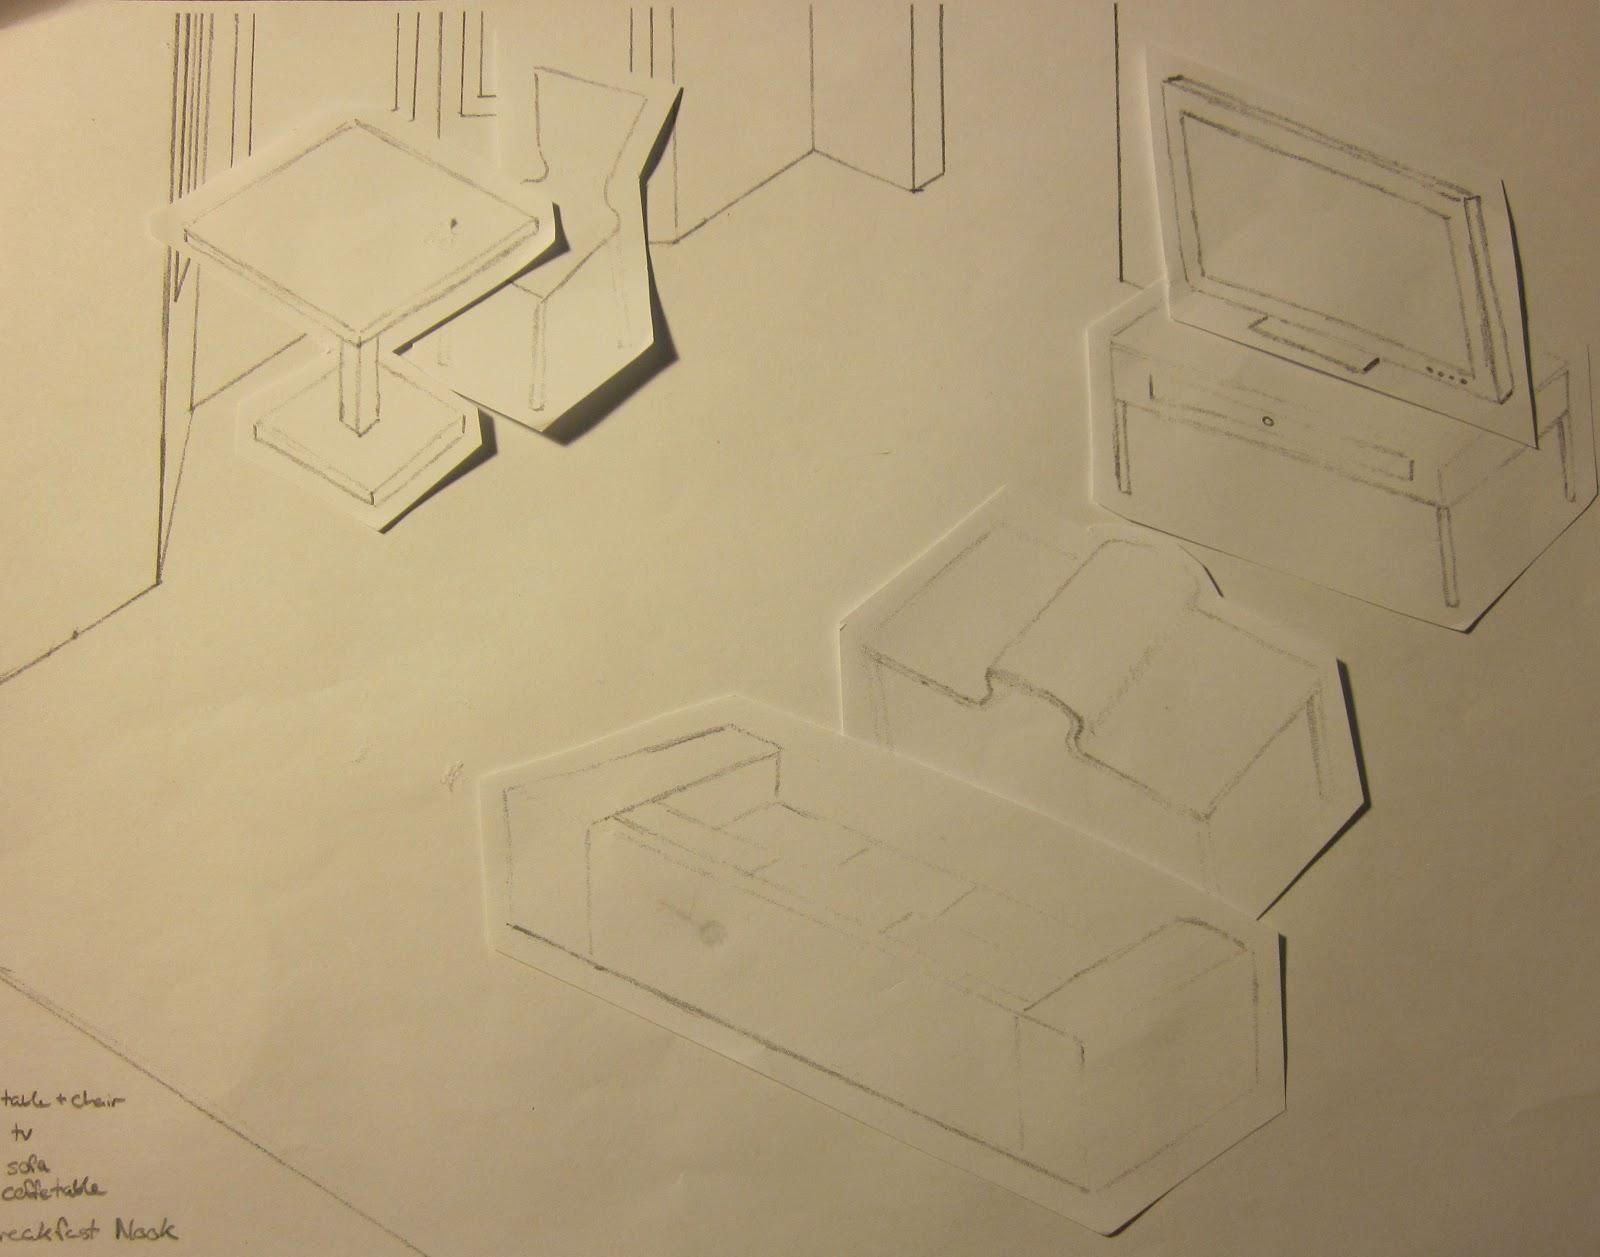 table + chair
tv
sofa
coffetable
reakfast Nook